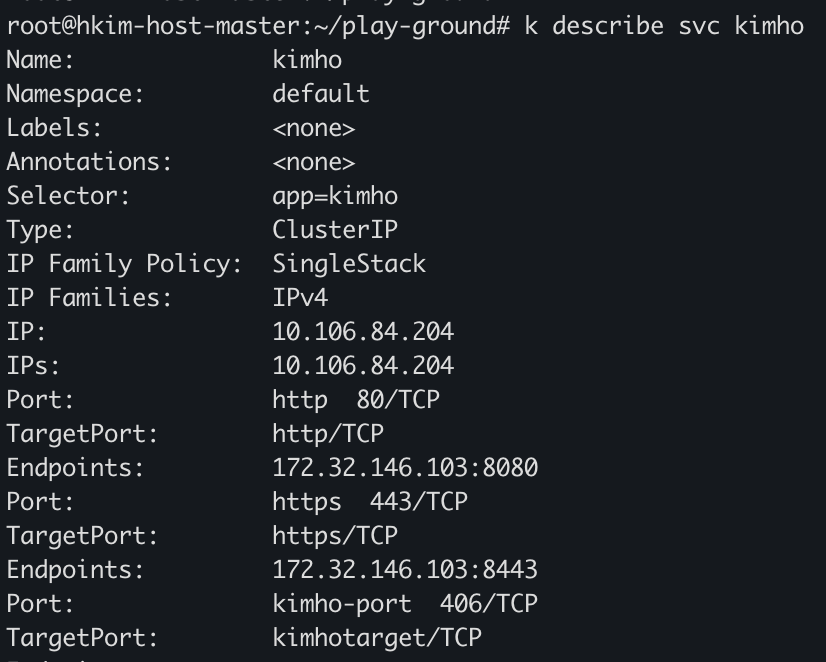 root@hkim-host-master:~/play-ground# k describe svc kimho
Name:              kimho
Namespace:         default
Labels:            <none>
Annotations:       <none>
Selector:          app=kimho
Type:              ClusterIP
IP Family Policy:  SingleStack
IP Families:       IPv4
IP:                10.106.84.204
IPs:               10.106.84.204
Port:              http  80/TCP
TargetPort:        http/TCP
Endpoints:         172.32.146.103:8080
Port:              https  443/TCP
TargetPort:        https/TCP
Endpoints:         172.32.146.103:8443
Port:              kimho-port  406/TCP
TargetPort:        kimhotarget/TCP